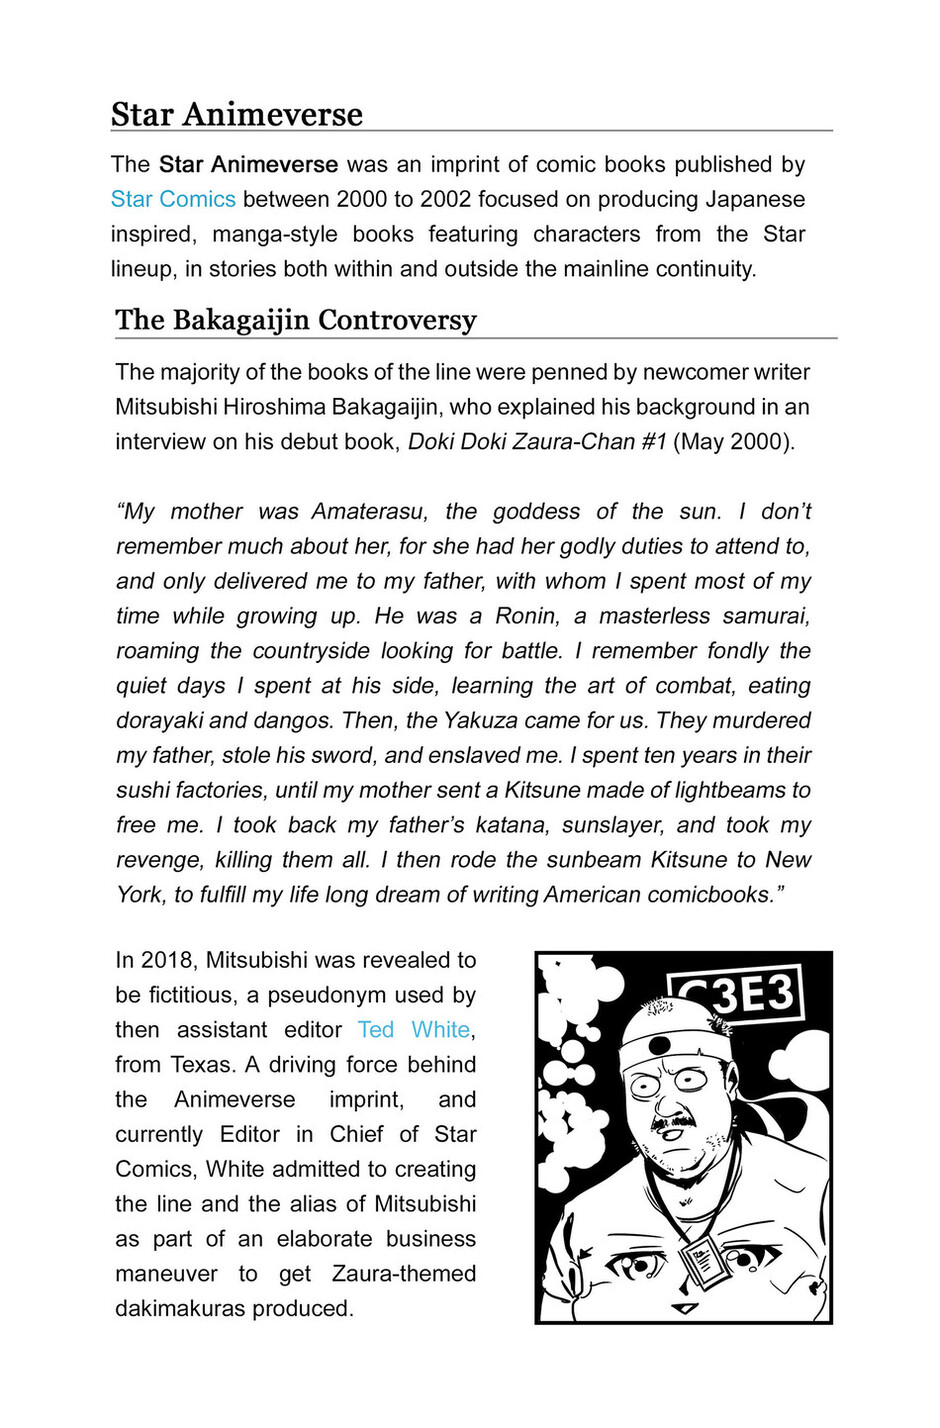 Star Animeverse
The Star Animeverse was an imprint of comic books published by
Star Comics between 2000 to 2002 focused on producing Japanese
inspired, manga-style books featuring characters from the Star
lineup, in stories both within and outside the mainline continuity.
The Bakagaijin Controversy
The majority of the books of the line were penned by newcomer writer
Mitsubishi Hiroshima Bakagaijin, who explained his background in an
interview on his debut book, Doki Doki Zaura-Chan #1 (May 2000).
“My mother was Amaterasu, the goddess of the sun. I don’t
remember much about her, for she had her godly duties to attend to,
and only delivered me to my father, with whom I spent most of my
time while growing up. He was a Ronin, a masterless samurai,
roaming the countryside looking for battle. I remember fondly the
quiet days I spent at his side, learning the art of combat, eating
dorayaki and dangos. Then, the Yakuza came for us. They murdered
my father, stole his sword, and enslaved me. I spent ten years in their
sushi factories, until my mother sent a Kitsune made of lightbeams to
free me. I took back my father’s katana, sunslayer, and took my
revenge, killing them all. I then rode the sunbeam Kitsune to New
York, to fulfill my life long dream of writing American comicbooks.”
In 2018, Mitsubishi was revealed to
be fictitious, a pseudonym used by
then assistant editor Ted White,
from Texas. A driving force behind
the Animeverse imprint, and
currently Editor in Chief of Star
Comics, White admitted to creating
the line and the alias of Mitsubishi
as part of an elaborate business
maneuver to get Zaura-themed
dakimakuras produced.
C3E3